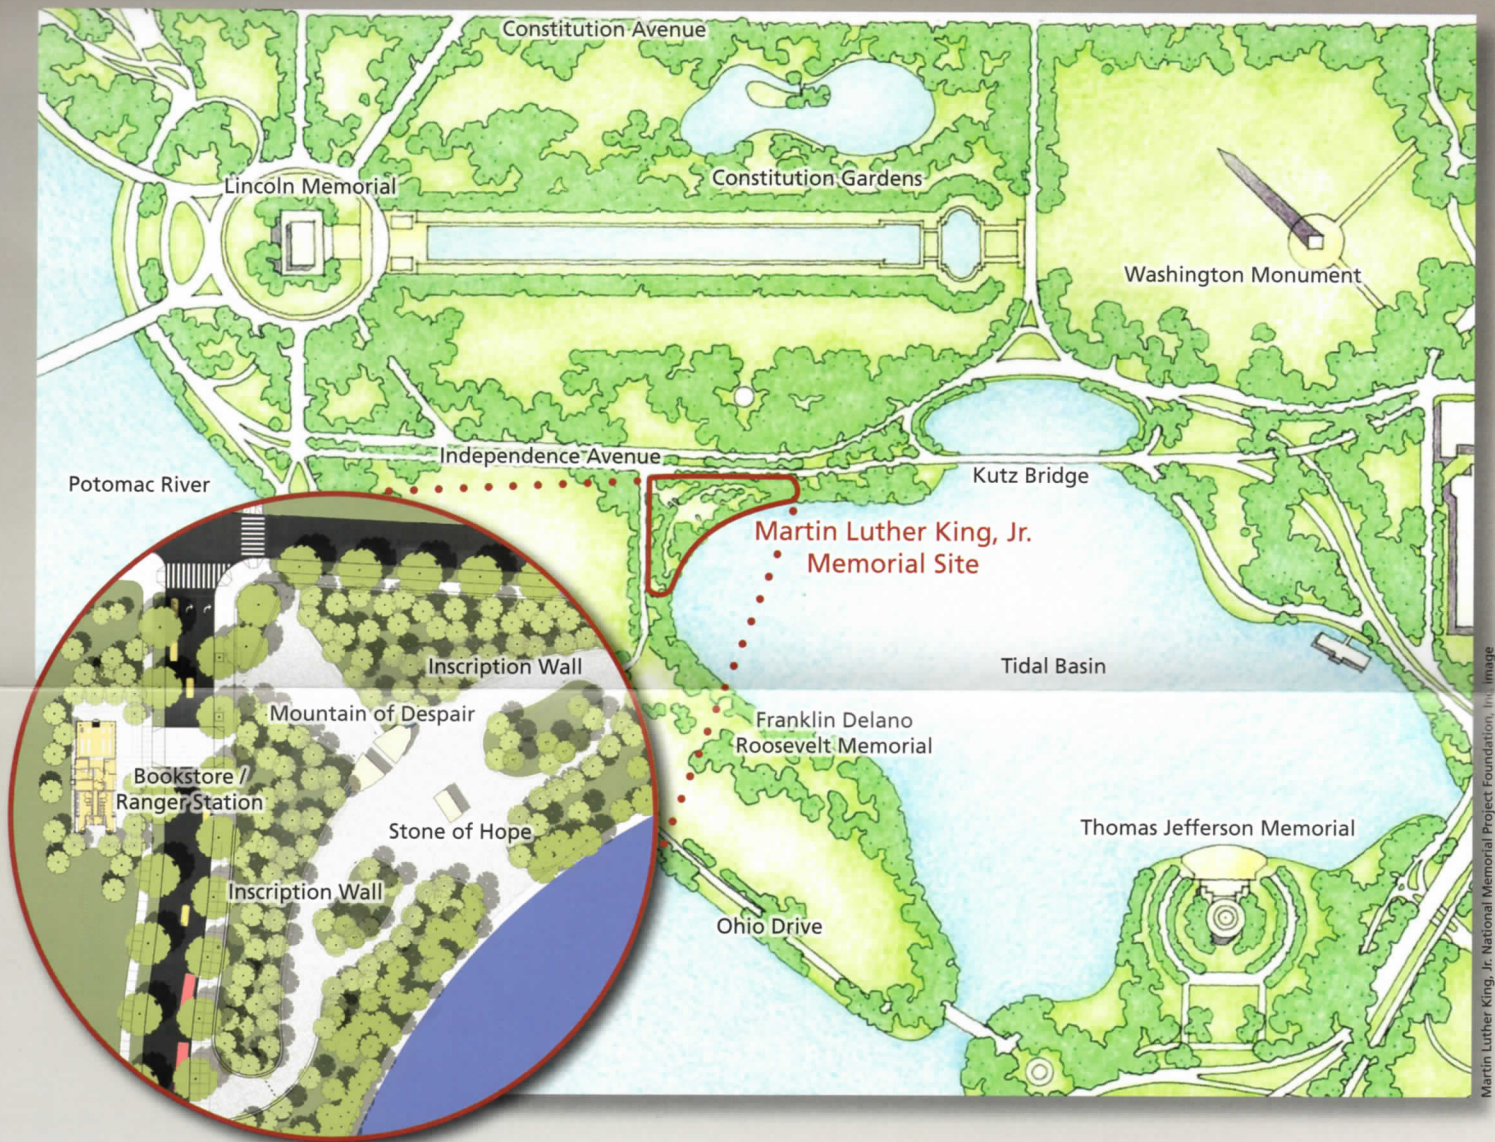 Constitution Avenue
Lincoln Memorial
Constitution Gardens
Washington Monument
Independence Avenue
Potomac River
Kutz Bridge
Martin Luther King, Jr.
Memorial Site
Inscription Wall
Tidal Basin
Mountain of Despair
Franklin Delano
Roosevelt Memorial
Bookstore /
Ranger Station
Stone of Hope
Thomas Jefferson Memorial
Inscription Wall
Ohio Drive
Martin Luther King, Jr. National Memorial Project Foundation, Inc. image